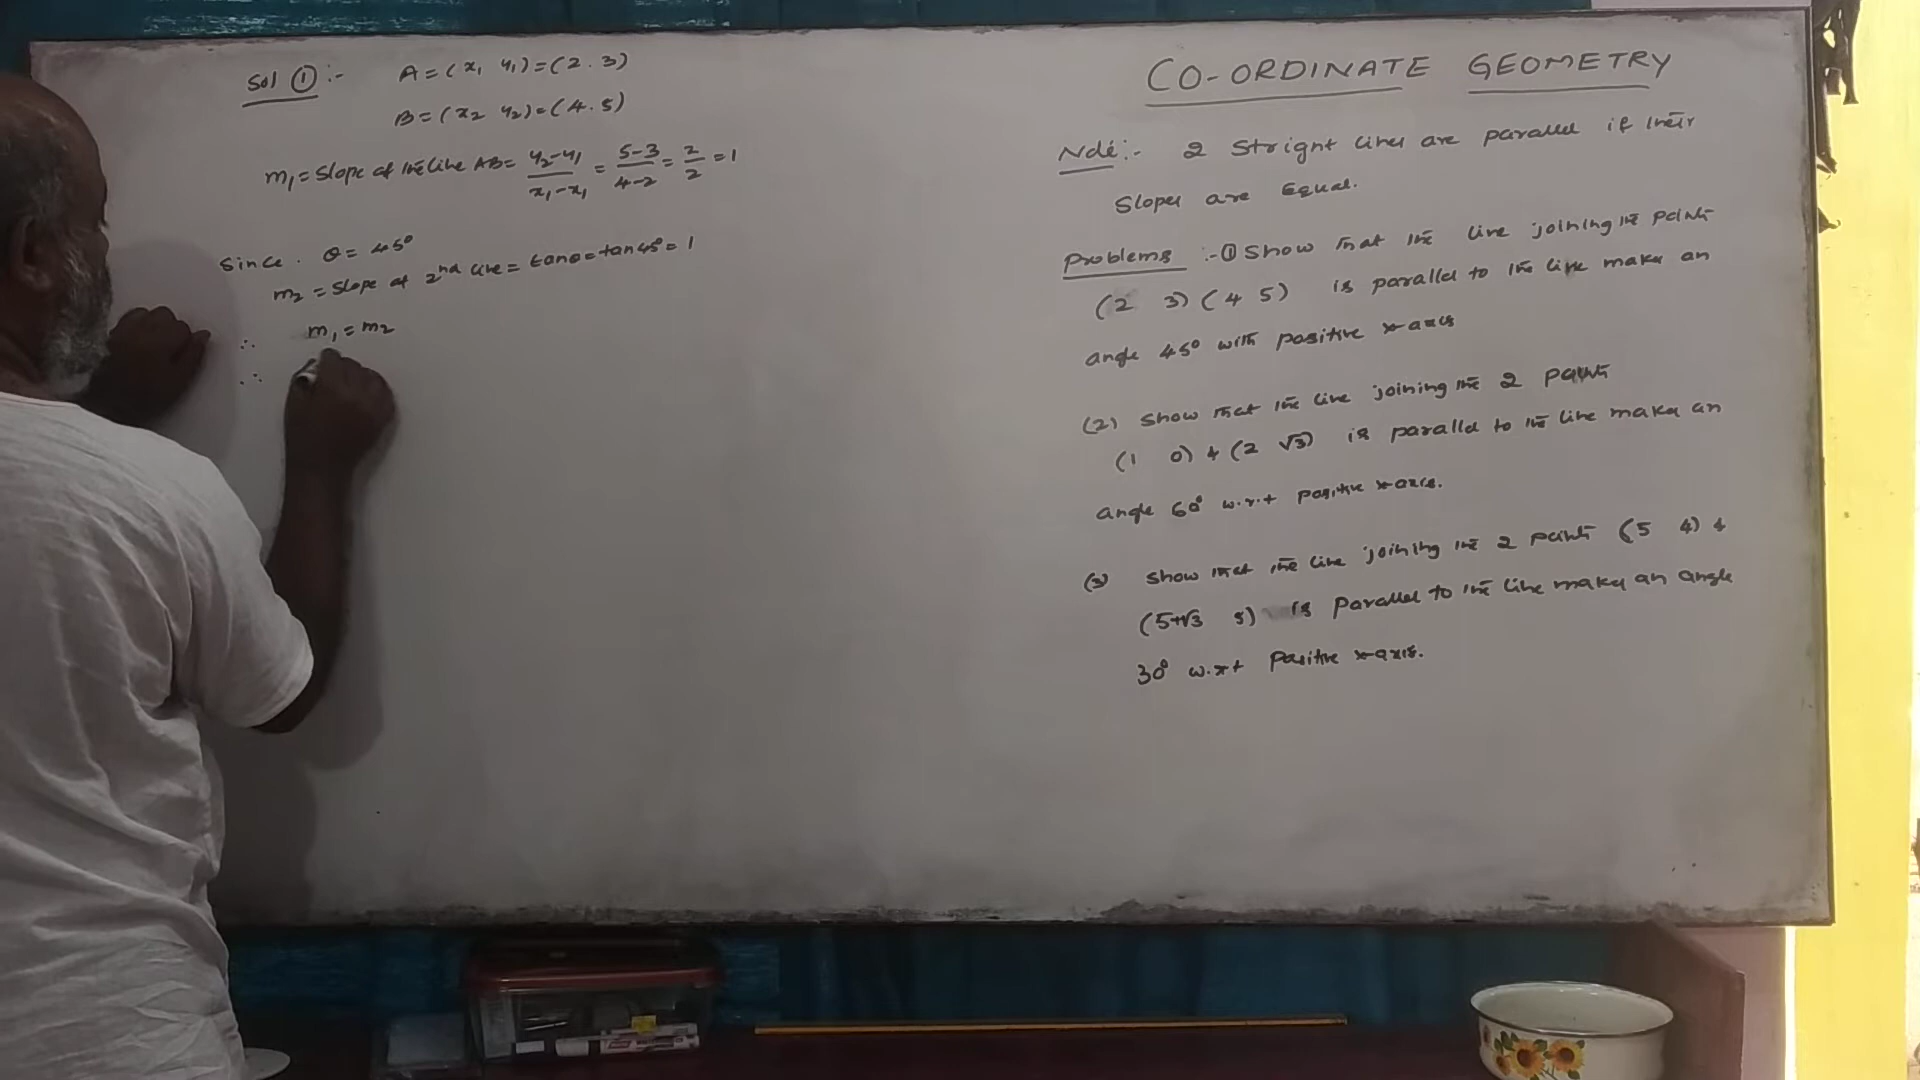 Sol ① :- A = (x₁ y₁) = (2. 3)
B = (x₂ y₂) = (4. 5)
m₁ = Slope of the line AB = y₂-y₁/x₁-x₁ = 5-3/4-2 = 2/2 = 1
Since. θ = 45°
m₂ = Slope of 2nd line = tanθ = tan45° = 1
∴ m₁ = m₂
∴
CO-ORDINATE GEOMETRY
Note :- 2 Stright lines are parallel if their
Slopes are Equal.
Problems :- ① Show that the line joining the points
(2 3) (4 5) is parallel to the line makes an
angle 45° with positive x-axis
(2) Show that the line joining the 2 points
(1 0) & (2 √3) is parallel to the line makes an
angle 60° w.r.t positive x-axis.
(3) Show that the line joining the 2 points (5 4) &
(5+√3 5) is parallel to the line makes an angle
30° w.r.t Positive x-axis.